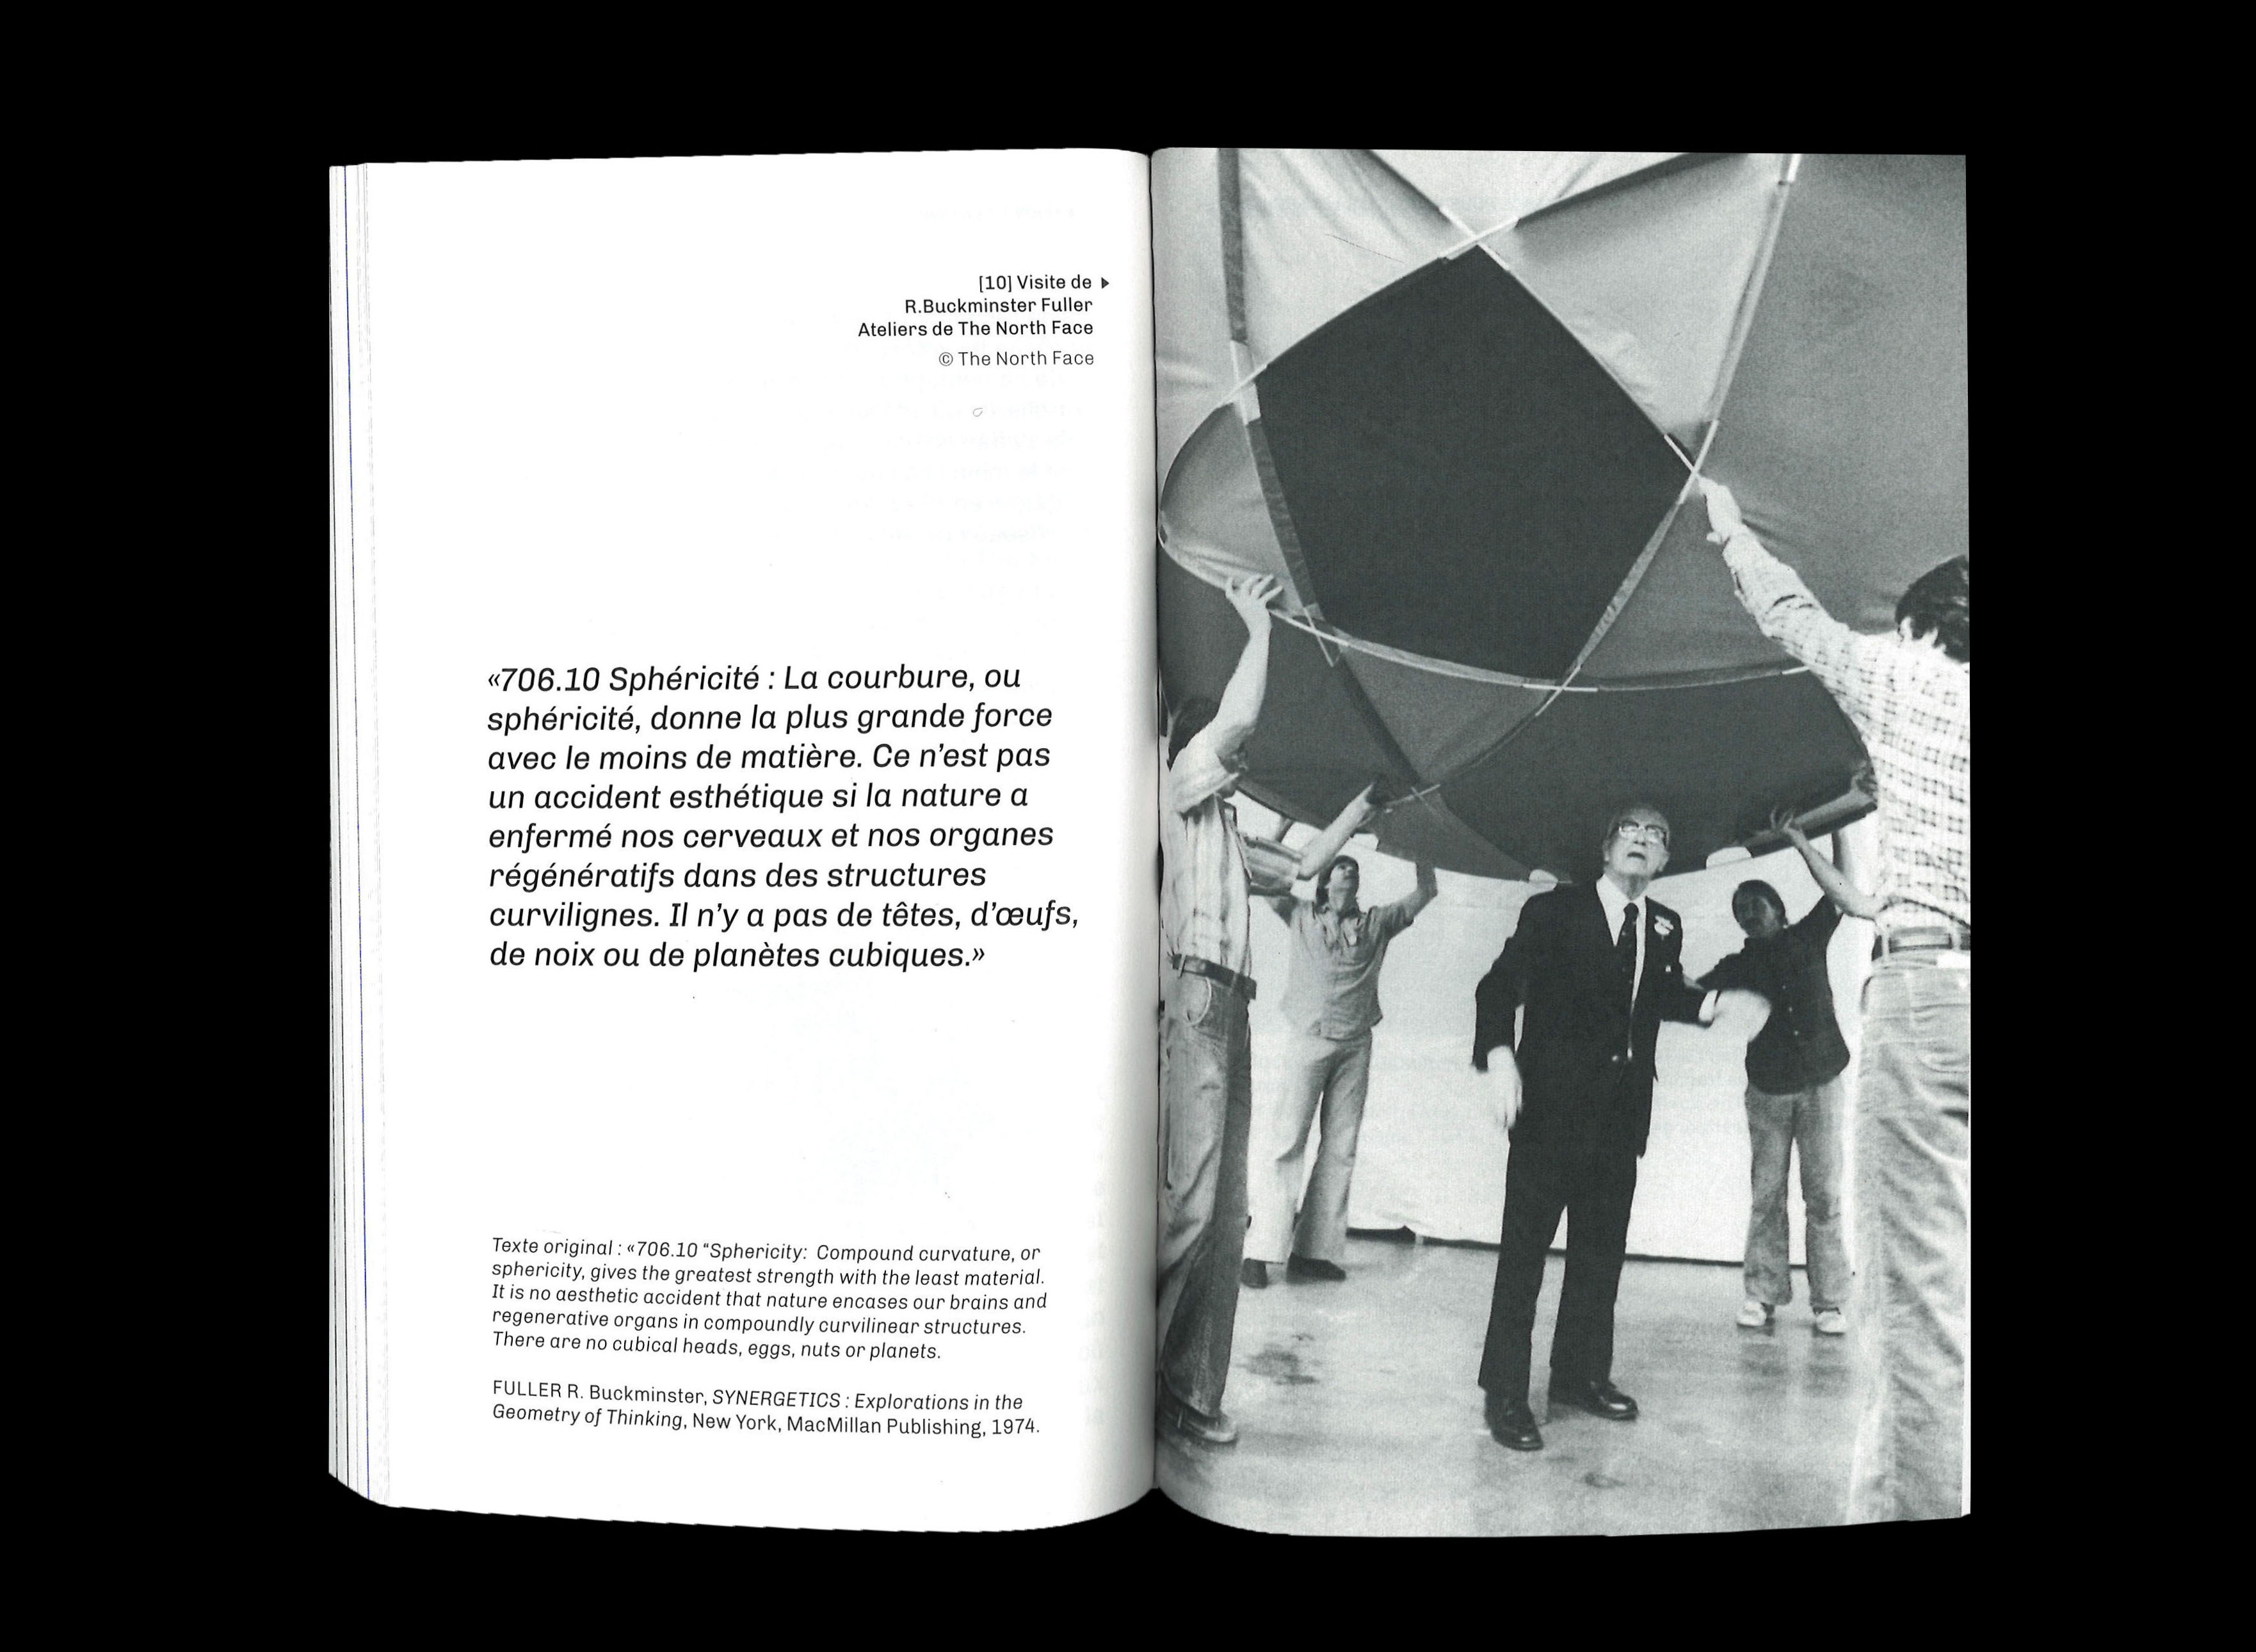 [10] Visite de ▶
R.Buckminster Fuller
Ateliers de The North Face
© The North Face
«706.10 Sphéricité : La courbure, ou
sphéricité, donne la plus grande force
avec le moins de matière. Ce n’est pas
un accident esthétique si la nature a
enfermé nos cerveaux et nos organes
régénératifs dans des structures
curvilignes. Il n’y a pas de têtes, d’œufs,
de noix ou de planètes cubiques.»
Texte original : «706.10 “Sphericity:  Compound curvature, or
sphericity, gives the greatest strength with the least material.
It is no aesthetic accident that nature encases our brains and
regenerative organs in compoundly curvilinear structures.
There are no cubical heads, eggs, nuts or planets.
FULLER R. Buckminster, SYNERGETICS : Explorations in the
Geometry of Thinking, New York, MacMillan Publishing, 1974.